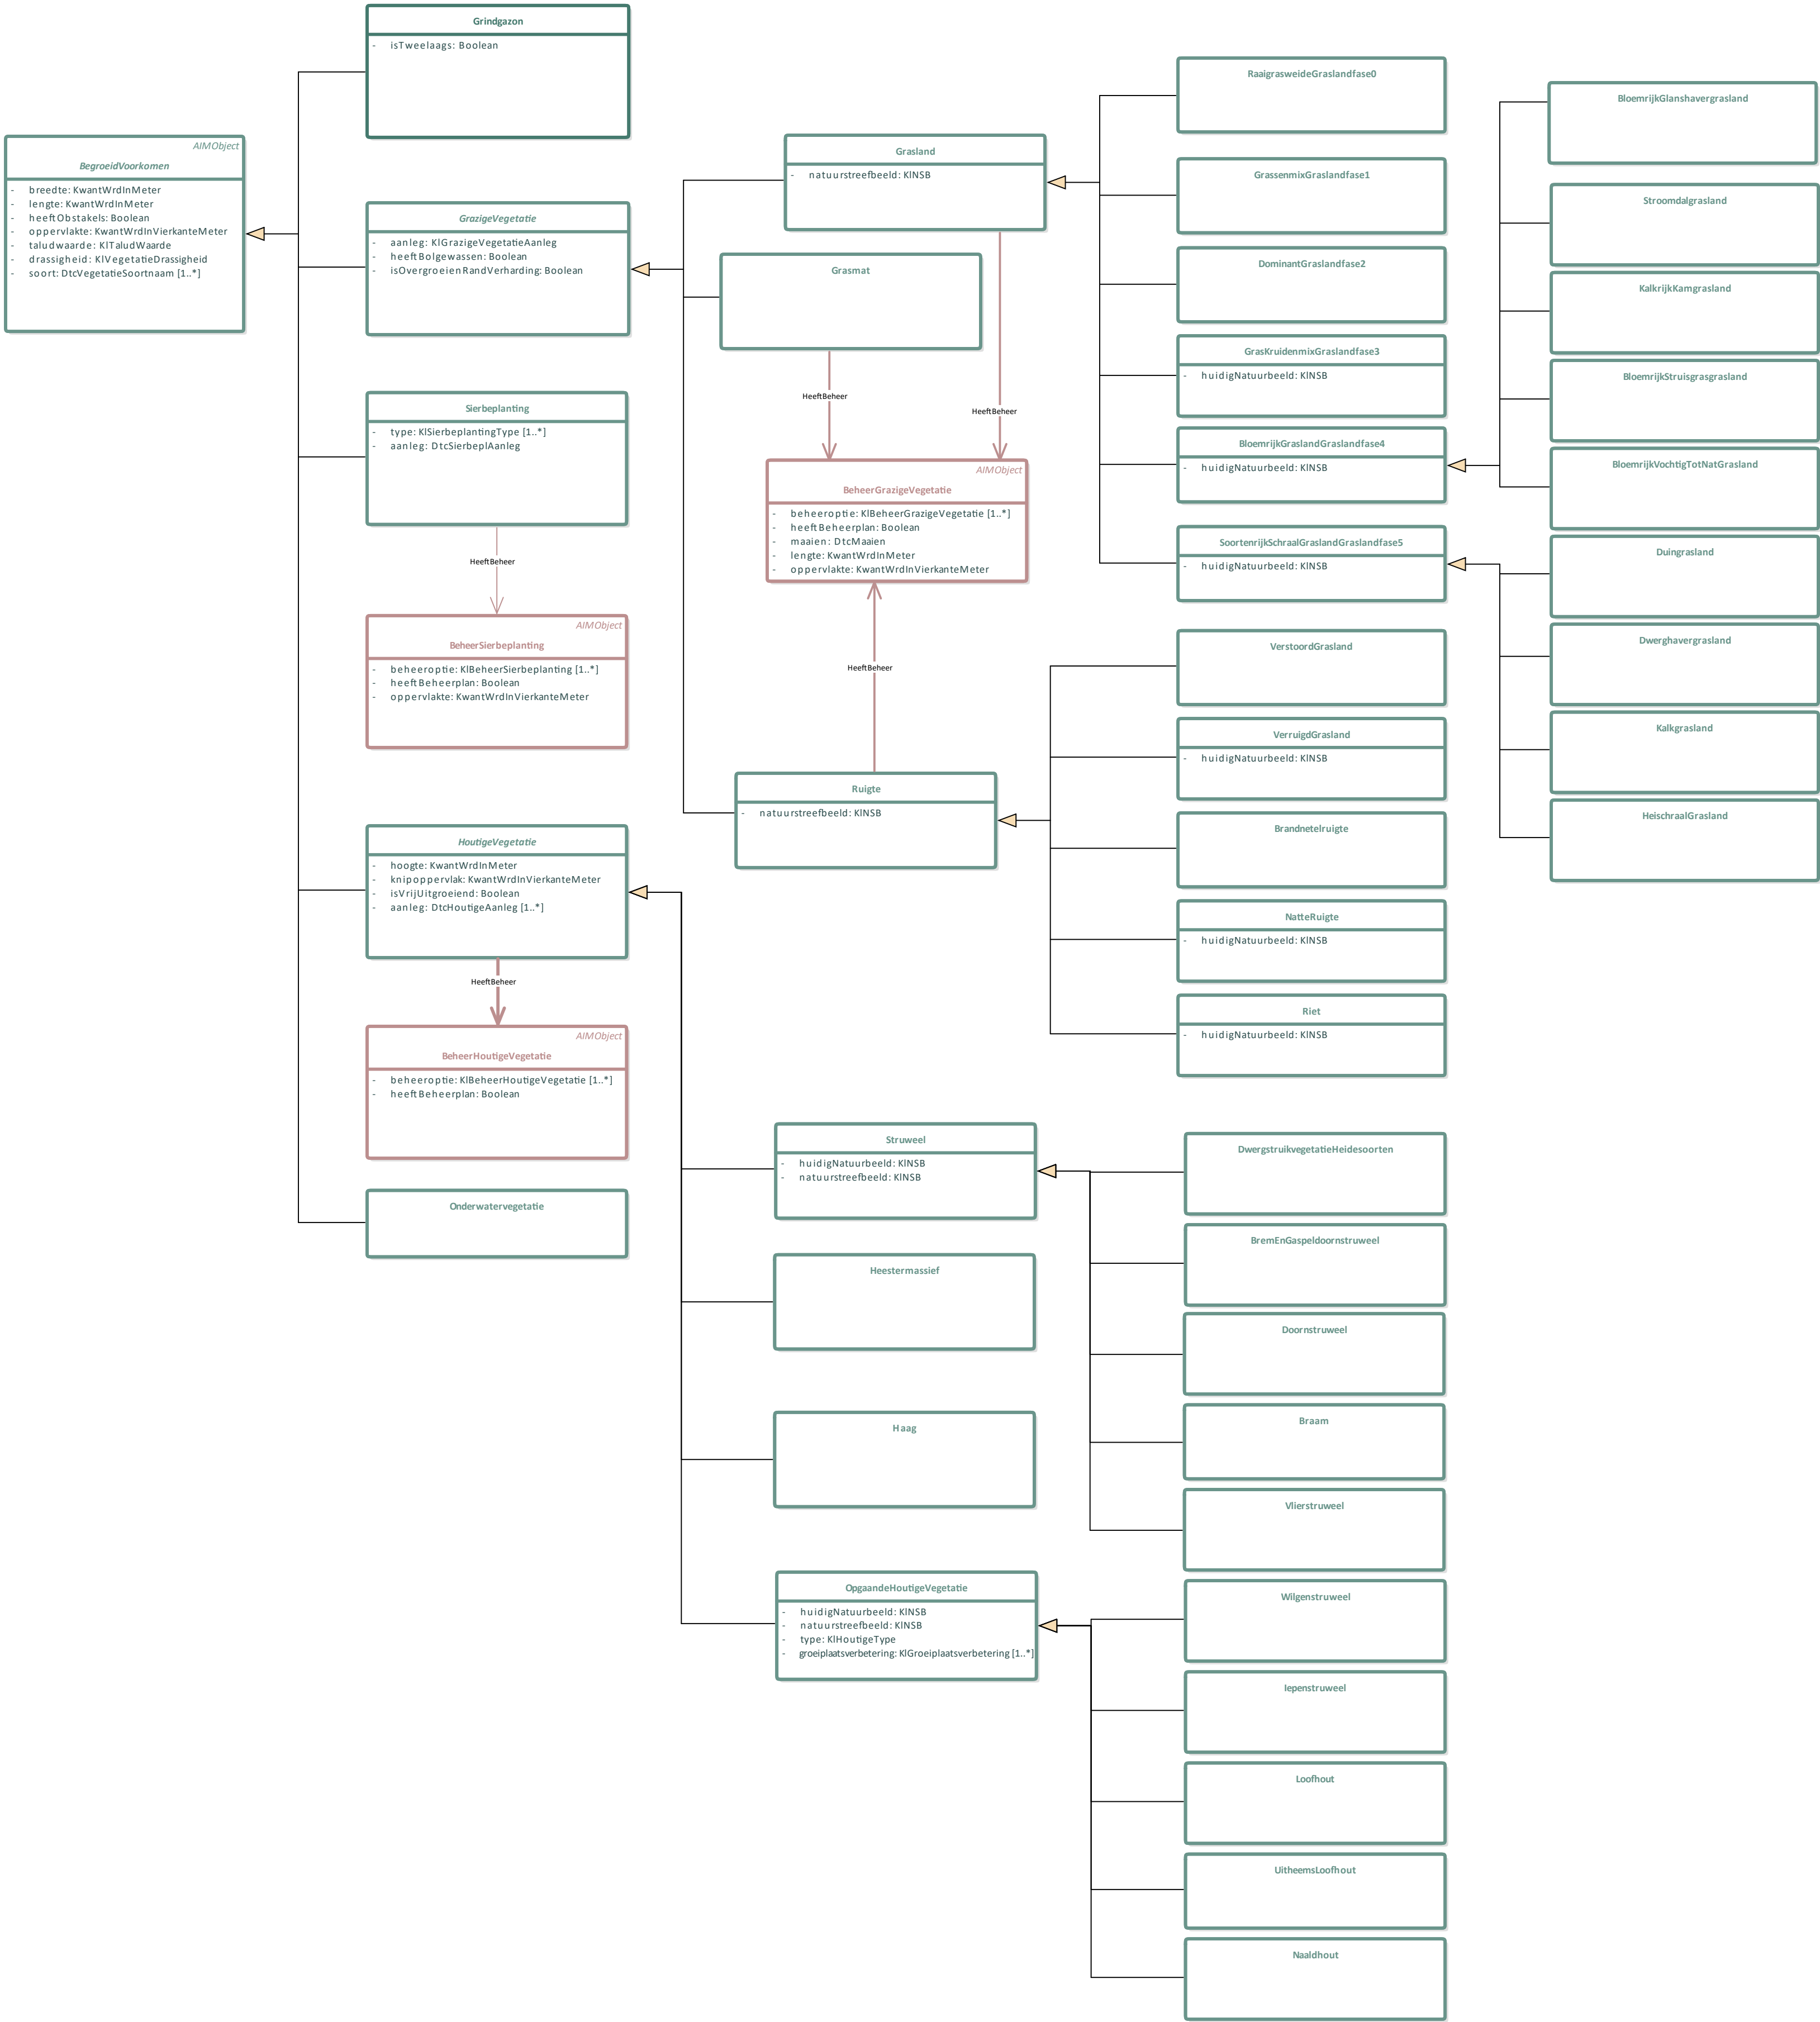 Grindgazon
- isTweelaags: Boolean
AIMObject
BegroeidVoorkomen
- breedte: KwantWrdInMeter
- lengte: KwantWrdInMeter
- heeftObstakels: Boolean
- oppervlakte: KwantWrdInVierkanteMeter
- taludwaarde: KlTaludWaarde
- drassigheid: KlVegetatieDrassigheid
- soort: DtcVegetatieSoortnaam [1..*]
GrazigeVegetatie
- aanleg: KlGrazigeVegetatieAanleg
- heeftBolgewassen: Boolean
- isOvergroeienRandVerharding: Boolean
Sierbeplanting
- type: KlSierbeplantingType [1..*]
- aanleg: DtcSierbeplAanleg
HeeftBeheer
AIMObject
BeheerSierbeplanting
- beheeroptie: KlBeheerSierbeplanting [1..*]
- heeftBeheerplan: Boolean
- oppervlakte: KwantWrdInVierkanteMeter
HoutigeVegetatie
- hoogte: KwantWrdInMeter
- knipoppervlak: KwantWrdInVierkanteMeter
- isVrijUitgroeiend: Boolean
- aanleg: DtcHoutigeAanleg [1..*]
HeeftBeheer
AIMObject
BeheerHoutigeVegetatie
- beheeroptie: KlBeheerHoutigeVegetatie [1..*]
- heeftBeheerplan: Boolean
Onderwatervegetatie
Grasland
- natuurstreefbeeld: KlNSB
Grasmat
HeeftBeheer
HeeftBeheer
AIMObject
BeheerGrazigeVegetatie
- beheeroptie: KlBeheerGrazigeVegetatie [1..*]
- heeftBeheerplan: Boolean
- maaien: DtcMaaien
- lengte: KwantWrdInMeter
- oppervlakte: KwantWrdInVierkanteMeter
HeeftBeheer
Ruigte
- natuurstreefbeeld: KlNSB
Struweel
- huidigNatuurbeeld: KlNSB
- natuurstreefbeeld: KlNSB
Heestermassief
Haag
OpgaandeHoutigeVegetatie
- huidigNatuurbeeld: KlNSB
- natuurstreefbeeld: KlNSB
- type: KlHoutigeType
- groeiplaatsverbetering: KlGroeiplaatsverbetering [1..*]
RaaigrasweideGraslandfase0
GrassenmixGraslandfase1
DominantGraslandfase2
GrasKruidenmixGraslandfase3
- huidigNatuurbeeld: KlNSB
BloemrijkGraslandGraslandfase4
- huidigNatuurbeeld: KlNSB
SoortenrijkSchraalGraslandGraslandfase5
- huidigNatuurbeeld: KlNSB
VerstoordGrasland
VerruigdGrasland
- huidigNatuurbeeld: KlNSB
Brandnetelruigte
NatteRuigte
- huidigNatuurbeeld: KlNSB
Riet
- huidigNatuurbeeld: KlNSB
DwergstruikvegetatieHeidesoorten
BremEnGaspeldoornstruweel
Doornstruweel
Braam
Vlierstruweel
Wilgenstruweel
Iepenstruweel
Loofhout
UitheemsLoofhout
Naaldhout
BloemrijkGlanshavergrasland
Stroomdalgrasland
KalkrijkKamgrasland
BloemrijkStruisgrasgrasland
BloemrijkVochtigTotNatGrasland
Duingrasland
Dwerghavergrasland
Kalkgrasland
HeischraalGrasland